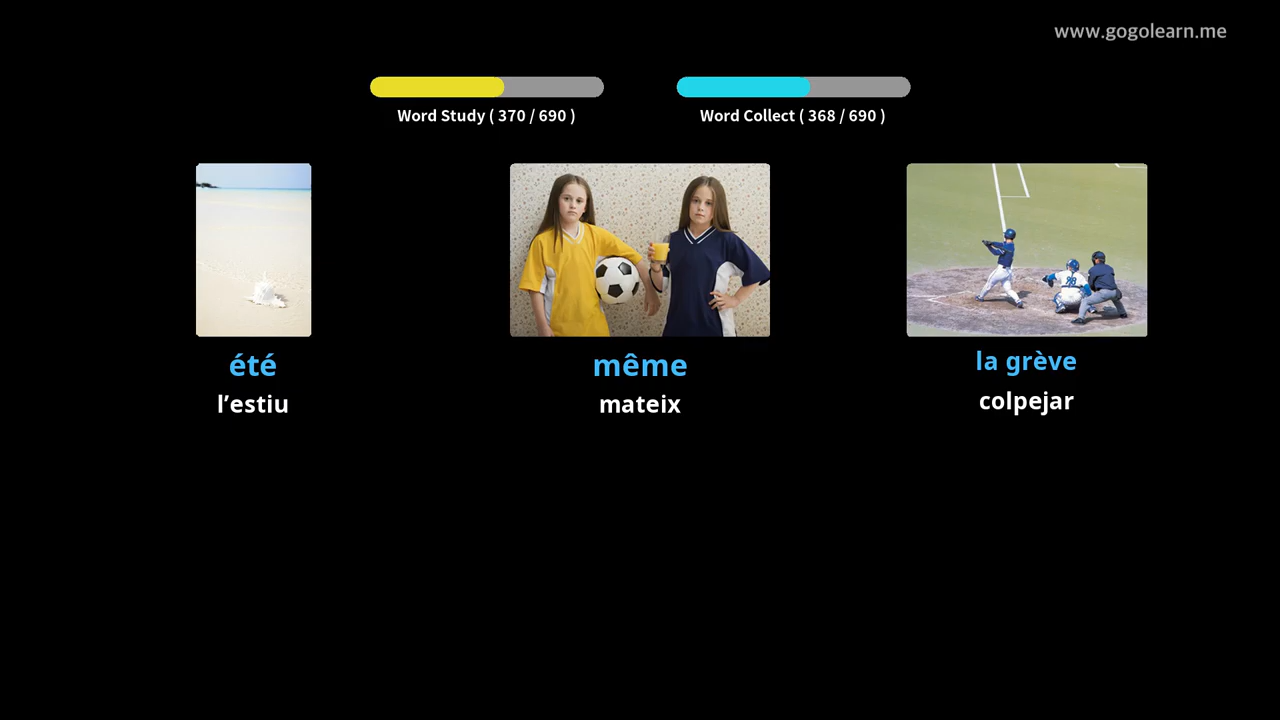 www.gogolearn.me
Word Study ( 370 / 690 )
Word Collect ( 368 / 690 )
été
même
la grève
l’estiu
mateix
colpejar